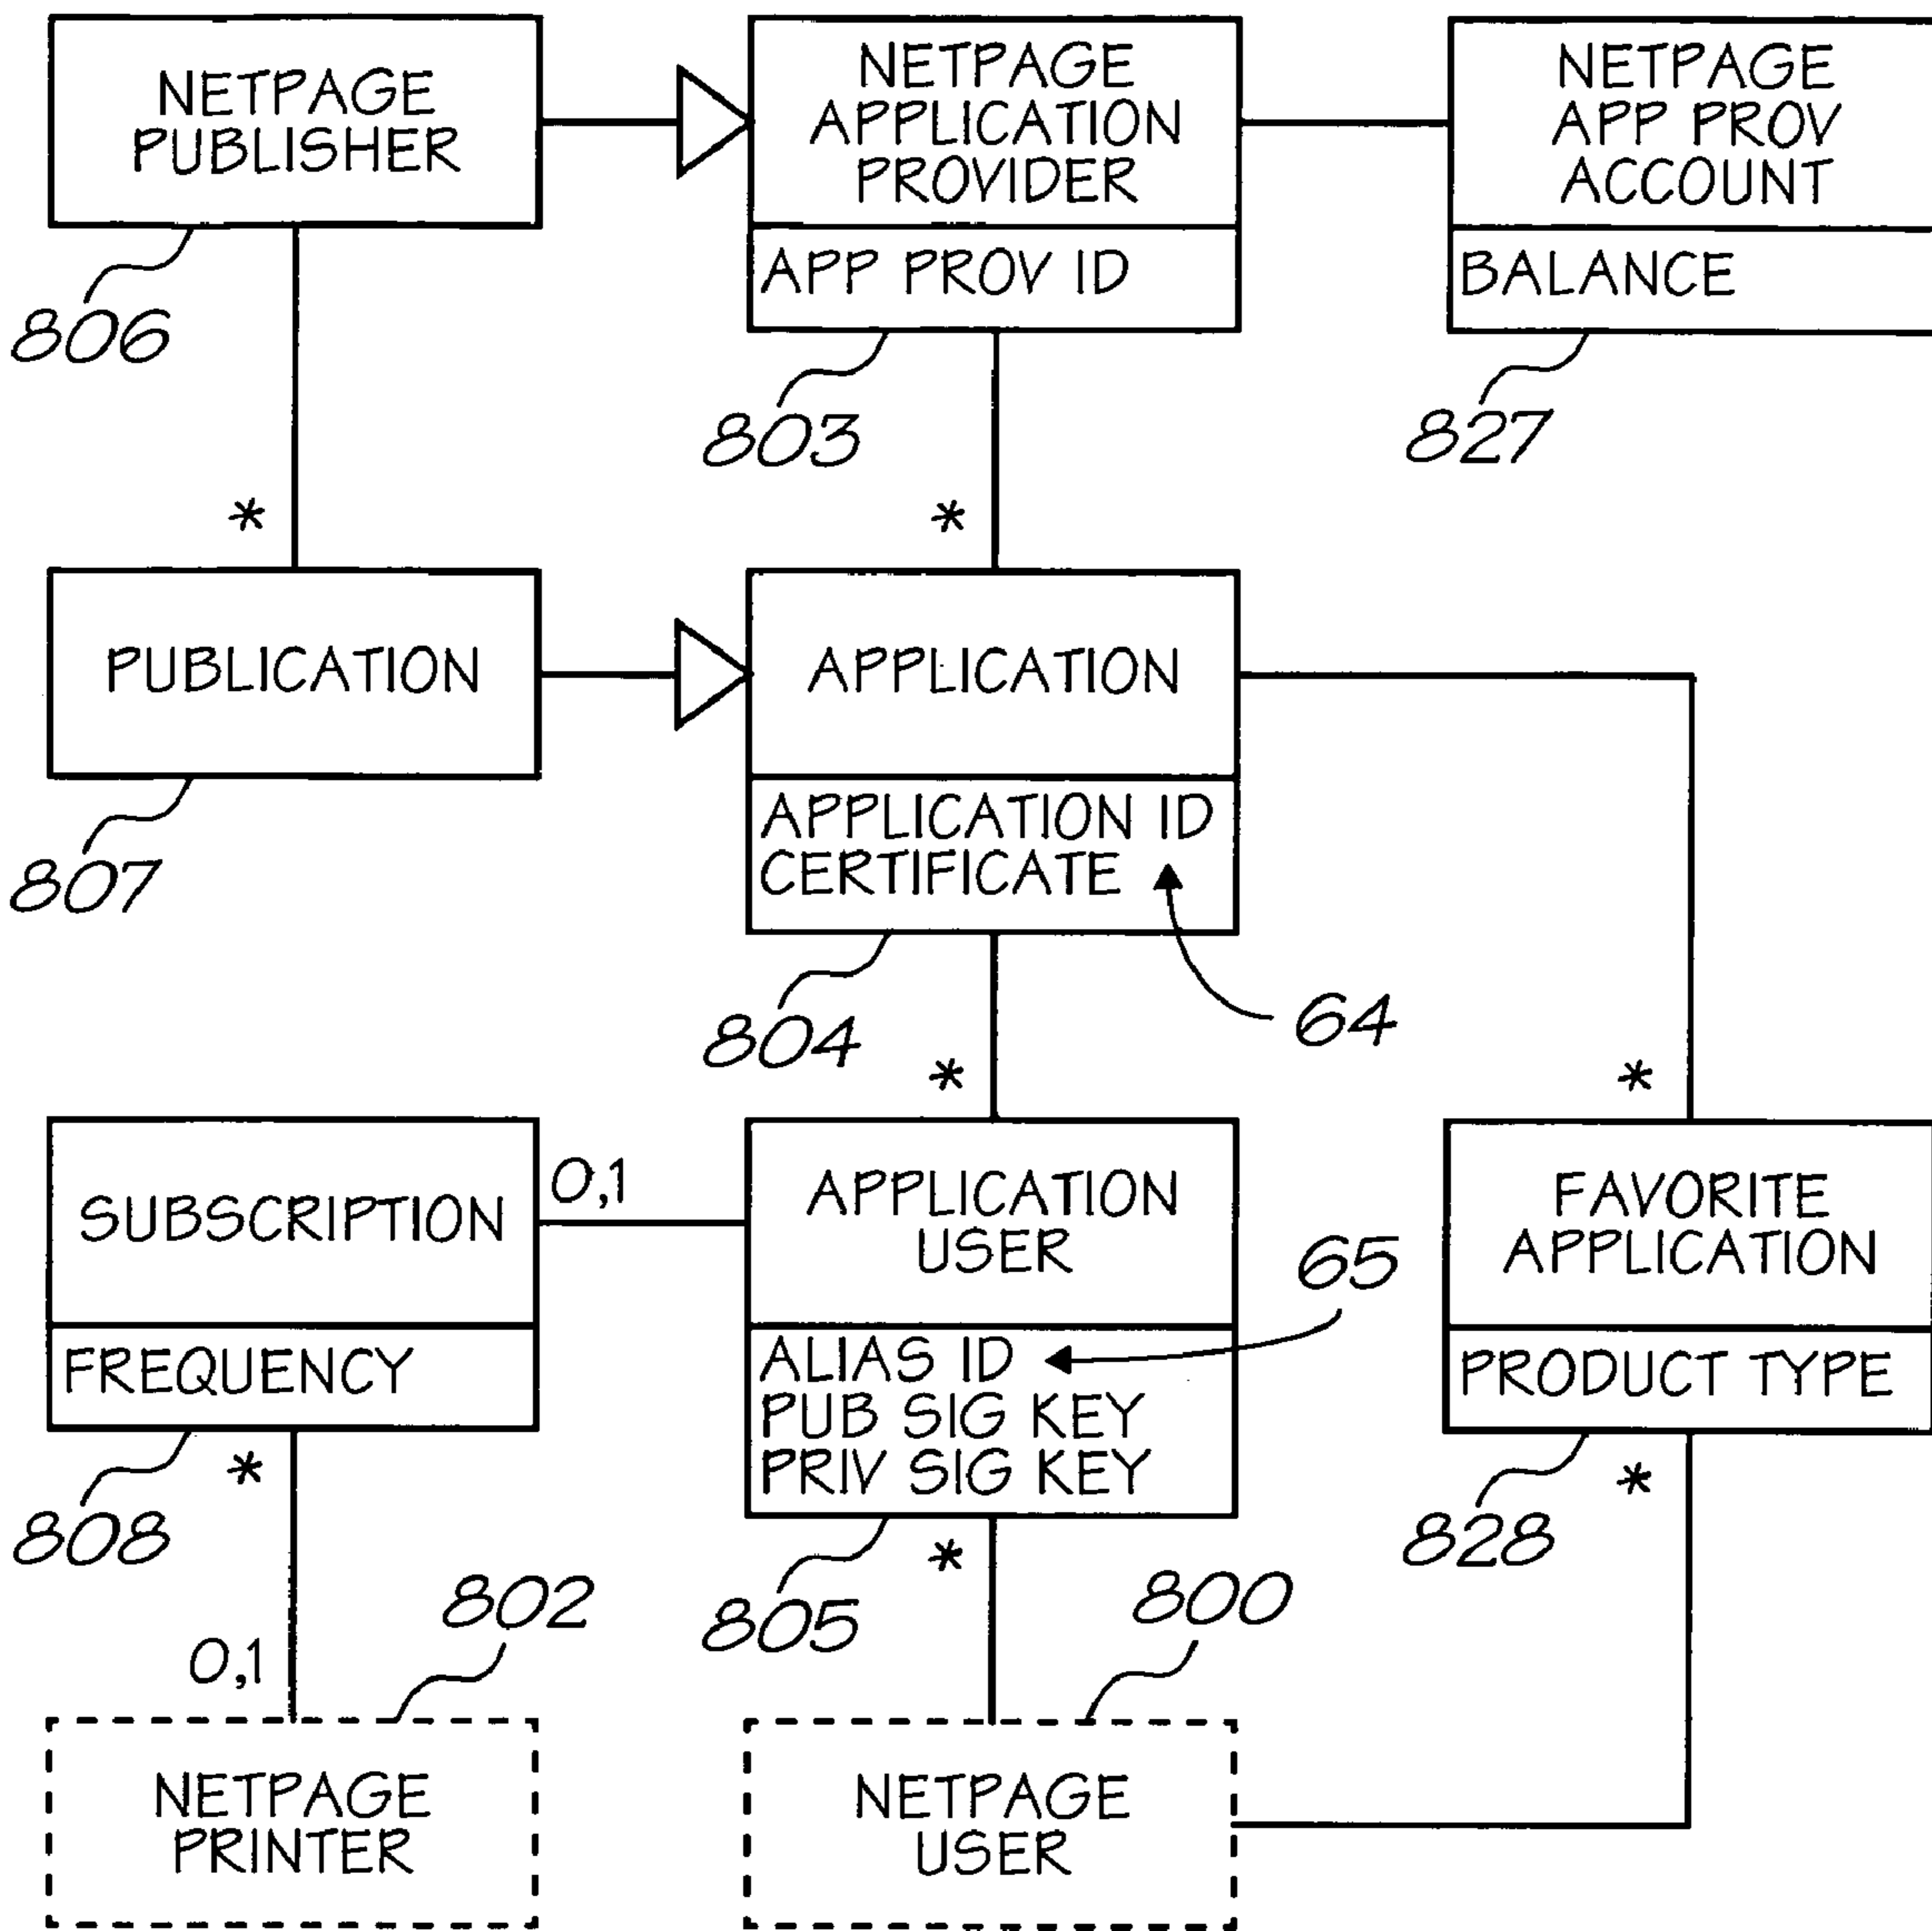 NETPAGE
PUBLISHER
806
NETPAGE
APPLICATION
PROVIDER
APP PROV ID
803
NETPAGE
APP PROV
ACCOUNT
BALANCE
827
*
*
PUBLICATION
807
APPLICATION
APPLICATION ID
CERTIFICATE
64
804
*
*
SUBSCRIPTION
0,1
FREQUENCY
808
*
APPLICATION
USER
65
ALIAS ID
PUB SIG KEY
PRIV SIG KEY
805
*
FAVORITE
APPLICATION
PRODUCT TYPE
828
*
802
0,1
NETPAGE
PRINTER
800
NETPAGE
USER